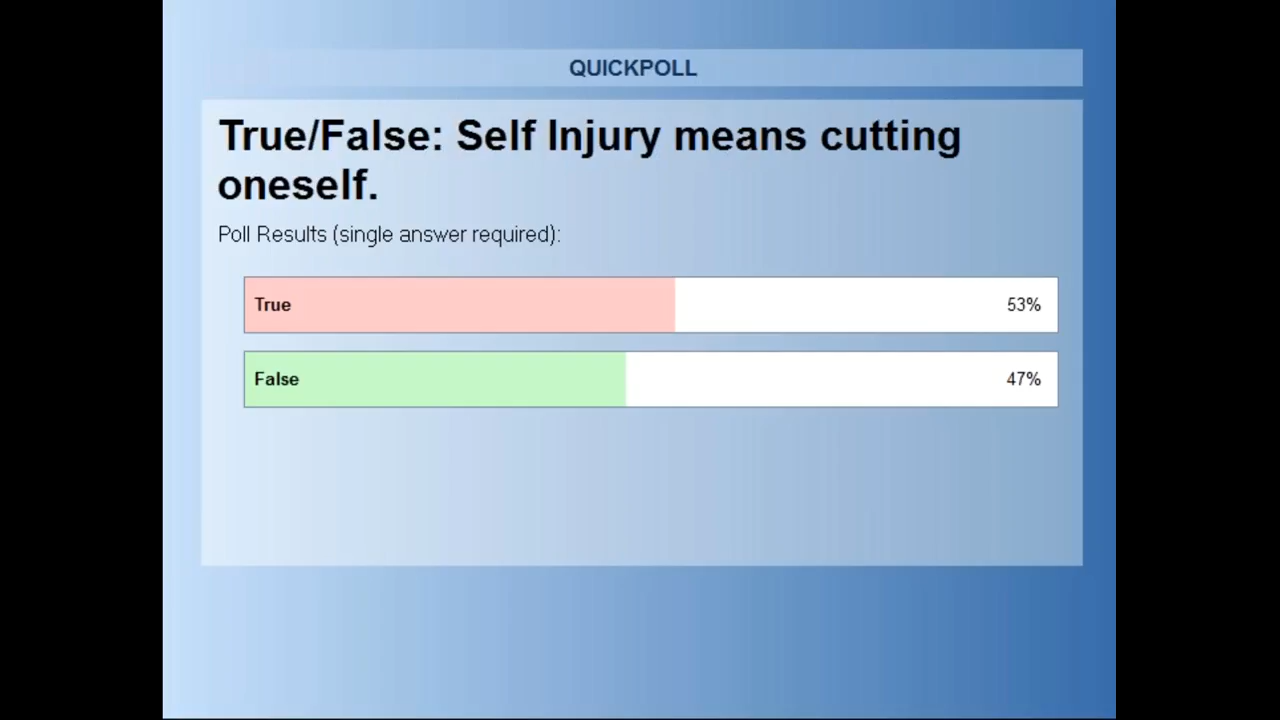 QUICKPOLL
True/False: Self Injury means cutting
oneself.
Poll Results (single answer required):
True 53%
False 47%